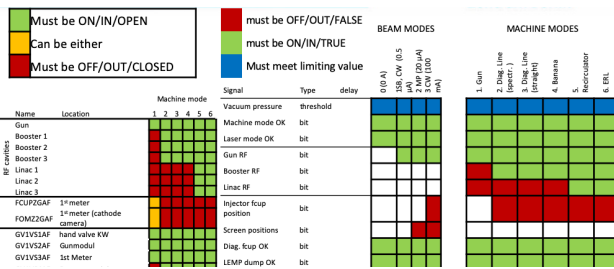 Must be ON/IN/OPEN
Can be either
Must be OFF/OUT/CLOSED
must be OFF/OUT/FALSE
must be ON/IN/TRUE
Must meet limiting value
BEAM MODES
MACHINE MODES
Signal Type delay
0 (0 A)
1SB, CW (0.5 µA)
2 MP (20 µA)
3 CW (100 mA)
1. Gun
2. Diag. Line (spectr.)
3. Diag. Line (straight)
4. Banana
5. Recirculator
6. ERL
Machine mode
Name Location 1 2 3 4 5 6
RF cavities
Gun
Booster 1
Booster 2
Booster 3
Linac 1
Linac 2
Linac 3
FCUPZGAF 1st meter
FOMZ2GAF 1st meter (cathode camera)
GV1VS1AF hand valve KW
GV1VS2AF Gunmodul
GV1VS3AF 1st Meter
Vacuum pressure threshold
Machine mode OK bit
Laser mode OK bit
Gun RF bit
Booster RF bit
Linac RF bit
Injector fcup position bit
Screen positions bit
Diag. fcup OK bit
LEMP dump OK bit